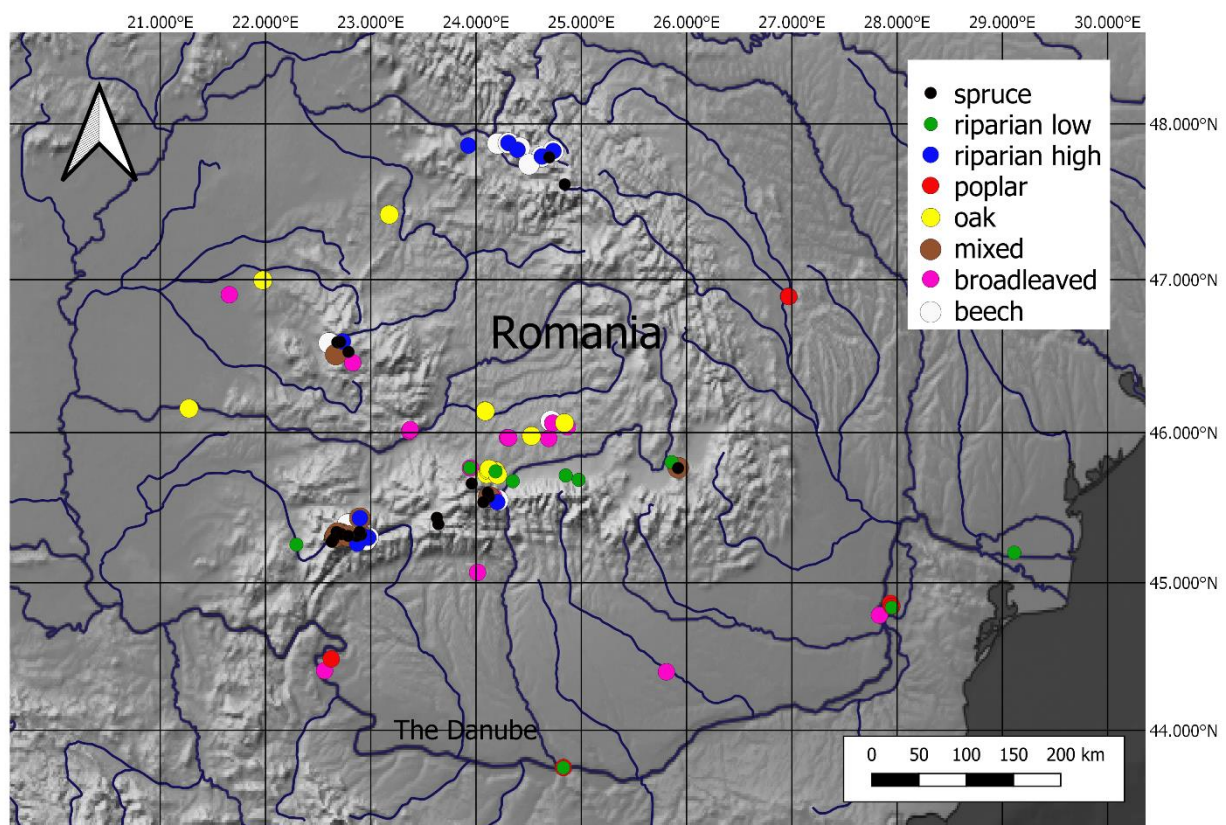 21.000°E 22.000°E 23.000°E 24.000°E 25.000°E 26.000°E 27.000°E 28.000°E 29.000°E 30.000°E
spruce
riparian low
riparian high
poplar
oak
mixed
broadleaved
beech
48.000°N
47.000°N
46.000°N
45.000°N
44.000°N
Romania
The Danube
0 50 100 150 200 km